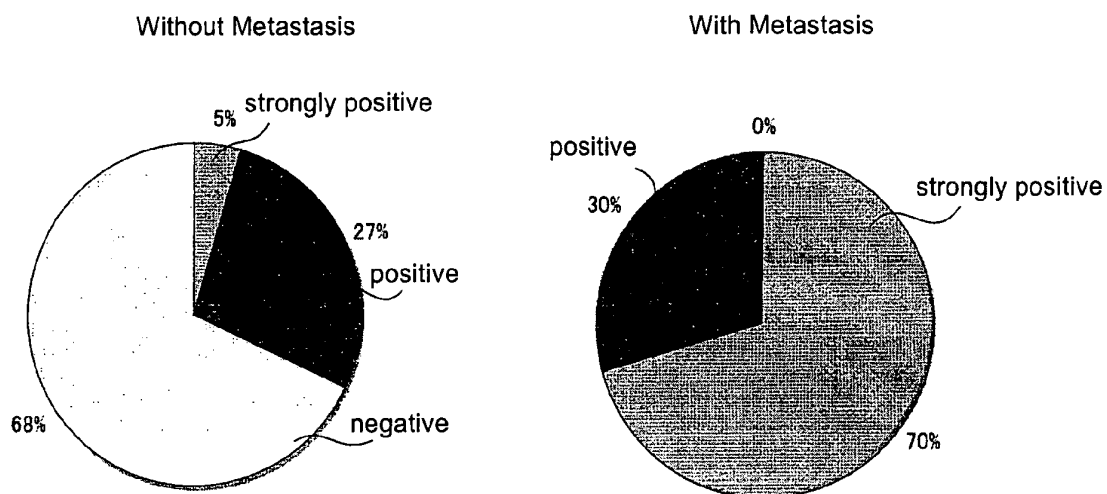 Without Metastasis
5% strongly positive
27%
positive
68%
negative
With Metastasis
0%
positive
30%
strongly positive
70%